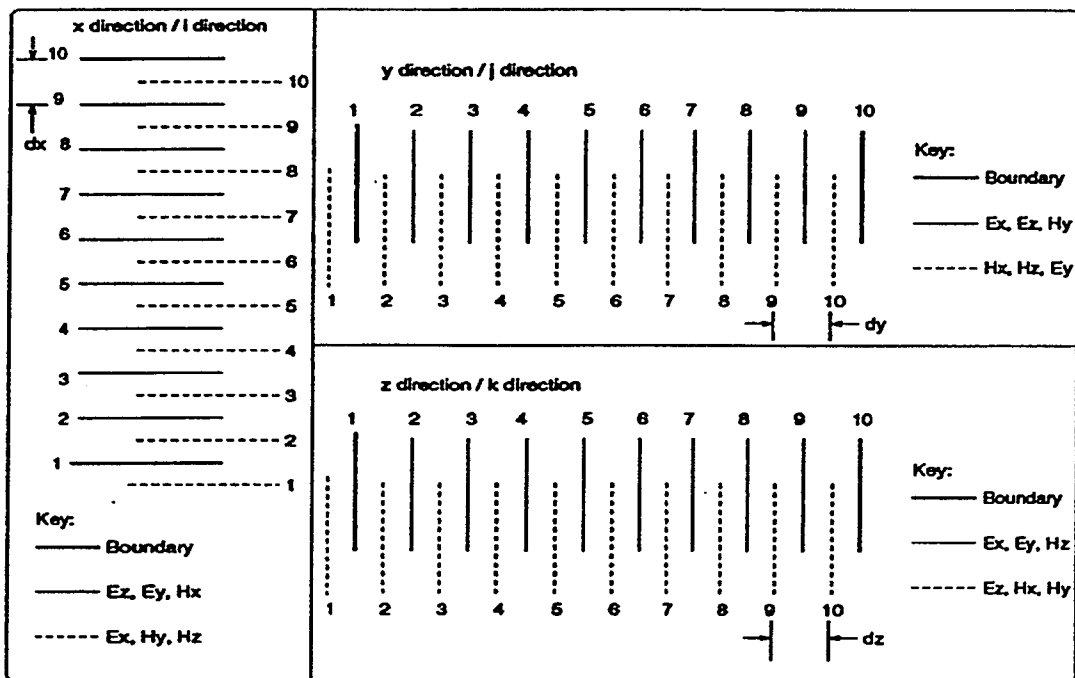 x direction / i direction
10
10
9
9
dx
8
8
7
7
6
6
5
5
4
4
3
3
2
2
1
1
Key:
Boundary
Ez, Ey, Hx
Ex, Hy, Hz
y direction / j direction
1 2 3 4 5 6 7 8 9 10
1 2 3 4 5 6 7 8 9 10
dy
Key:
Boundary
Ex, Ez, Hy
Hx, Hz, Ey
z direction / k direction
1 2 3 4 5 6 7 8 9 10
1 2 3 4 5 6 7 8 9 10
dz
Key:
Boundary
Ex, Ey, Hz
Ez, Hx, Hy